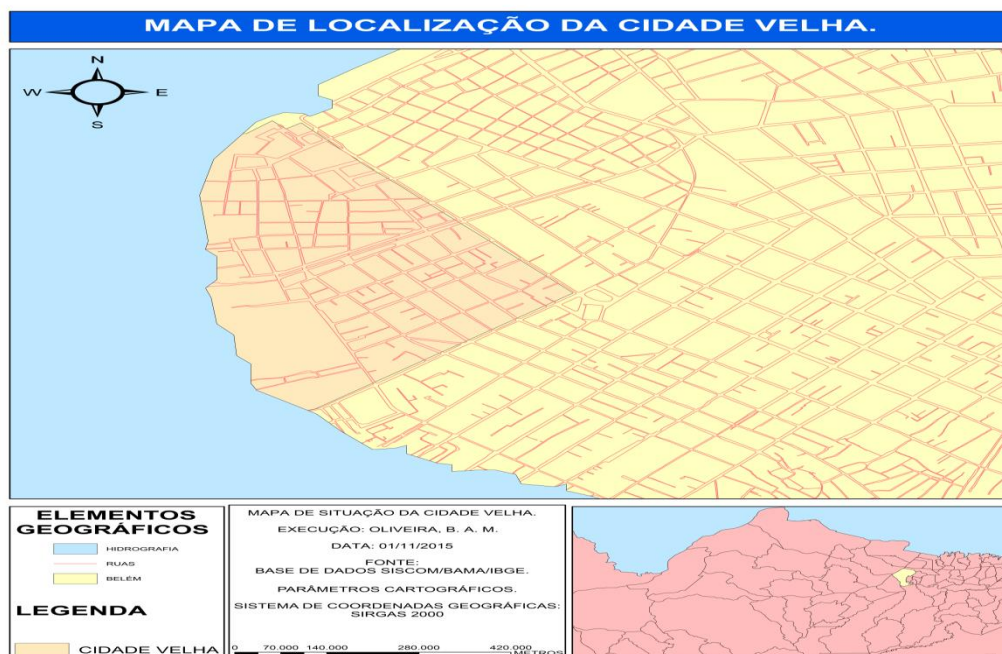 MAPA DE LOCALIZAÇÃO DA CIDADE VELHA.
N
W
E
S
ELEMENTOS
GEOGRÁFICOS
HIDROGRAFIA
RUAS
BELÉM
LEGENDA
CIDADE VELHA
MAPA DE SITUAÇÃO DA CIDADE VELHA.
EXECUÇÃO: OLIVEIRA, B. A. M.
DATA: 01/11/2015
FONTE:
BASE DE DADOS SISCOM/BAMA/IBGE.
PARÂMETROS CARTOGRÁFICOS.
SISTEMA DE COORDENADAS GEOGRÁFICAS:
SIRGAS 2000
0 70.000 140.000 280.000 420.000
METROS